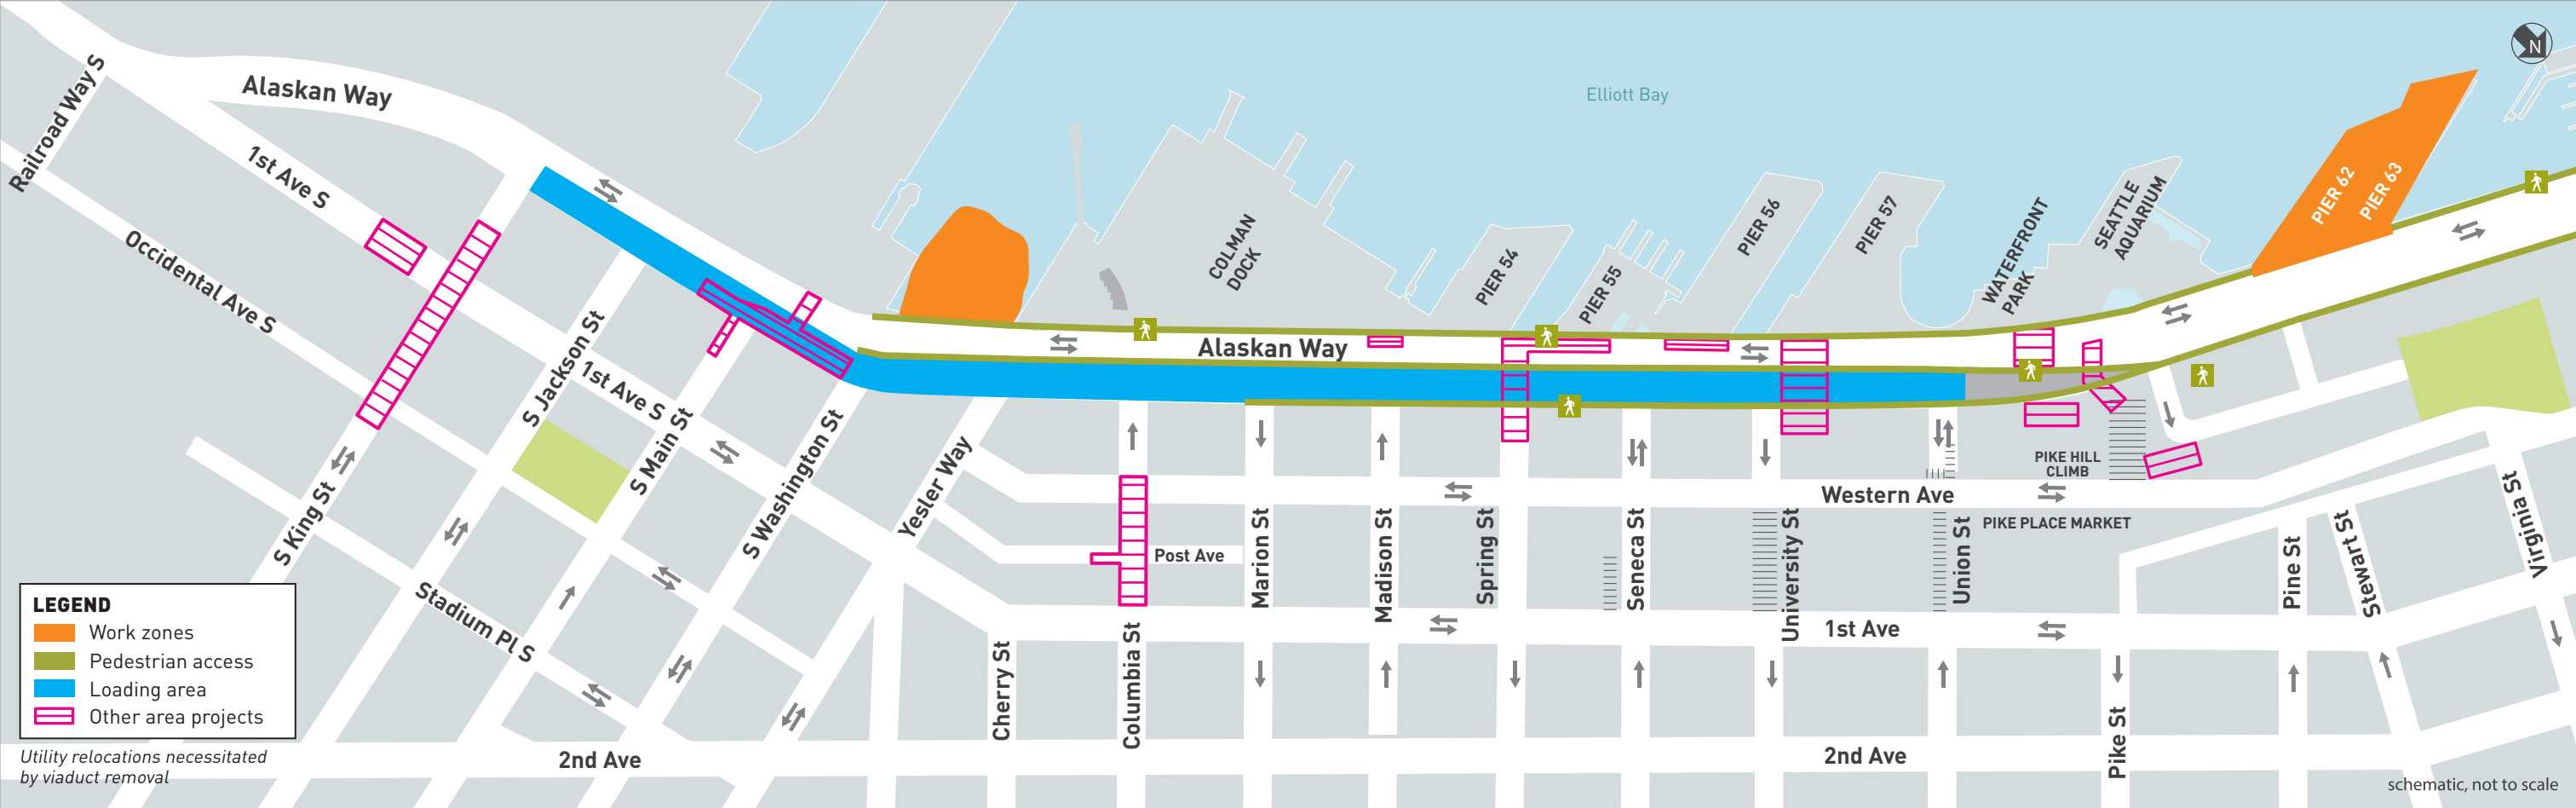 N
Elliott Bay
Railroad Way S
Alaskan Way
1st Ave S
Occidental Ave S
S King St
S Jackson St
1st Ave S
S Main St
S Washington St
Yesler Way
Stadium Pl S
COLMAN
DOCK
Alaskan Way
PIER 54
PIER 55
PIER 56
PIER 57
WATERFRONT
PARK
SEATTLE
AQUARIUM
PIER 62
PIER 63
PIKE HILL
CLIMB
Western Ave
PIKE PLACE MARKET
Post Ave
Cherry St
Columbia St
Marion St
Madison St
Spring St
Seneca St
University St
Union St
Pike St
Pine St
Stewart St
Virginia St
1st Ave
2nd Ave
2nd Ave
LEGEND
Work zones
Pedestrian access
Loading area
Other area projects
Utility relocations necessitated
by viaduct removal
schematic, not to scale